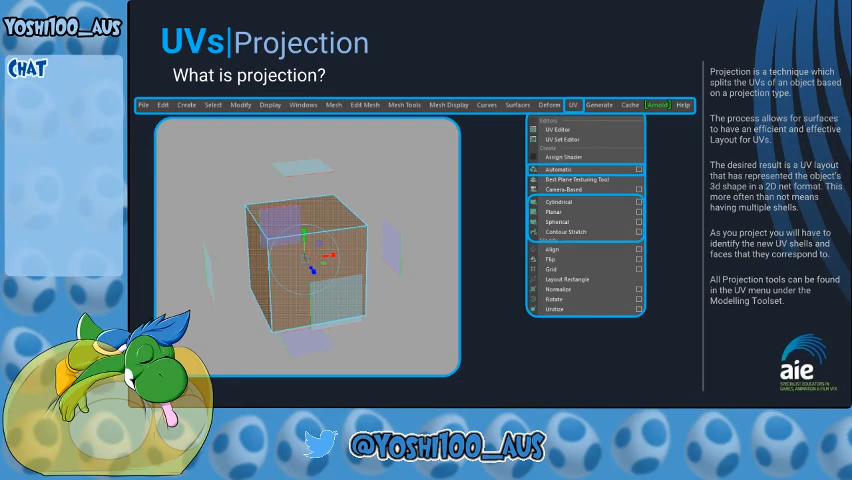 YOSHI100_AUS
CHAT
UVs|Projection
What is projection?
File Edit Create Select Modify Display Windows Mesh Edit Mesh Mesh Tools Mesh Display Curves Surfaces Deform UV Generate Cache Arnold Help
Editors
UV Editor
UV Set Editor
Create
Assign Shader
Automatic
Best Plane Texturing Tool
Camera-Based
Cylindrical
Planar
Spherical
Contour Stretch
Align
Flip
Grid
Layout Rectangle
Normalize
Rotate
Unitize
Projection is a technique which
splits the UVs of an object based
on a projection type.
The process allows for surfaces
to have an efficient and effective
Layout for UVs.
The desired result is a UV layout
that has represented the object's
3d shape in a 2D net format. This
more often than not means
having multiple shells.
As you project you will have to
identify the new UV shells and
faces that they correspond to.
All Projection tools can be found
in the UV menu under the
Modelling Toolset.
aie
SPECIALIST EDUCATORS IN
GAMES, ANIMATION & FILM VFX
@YOSHI100_AUS